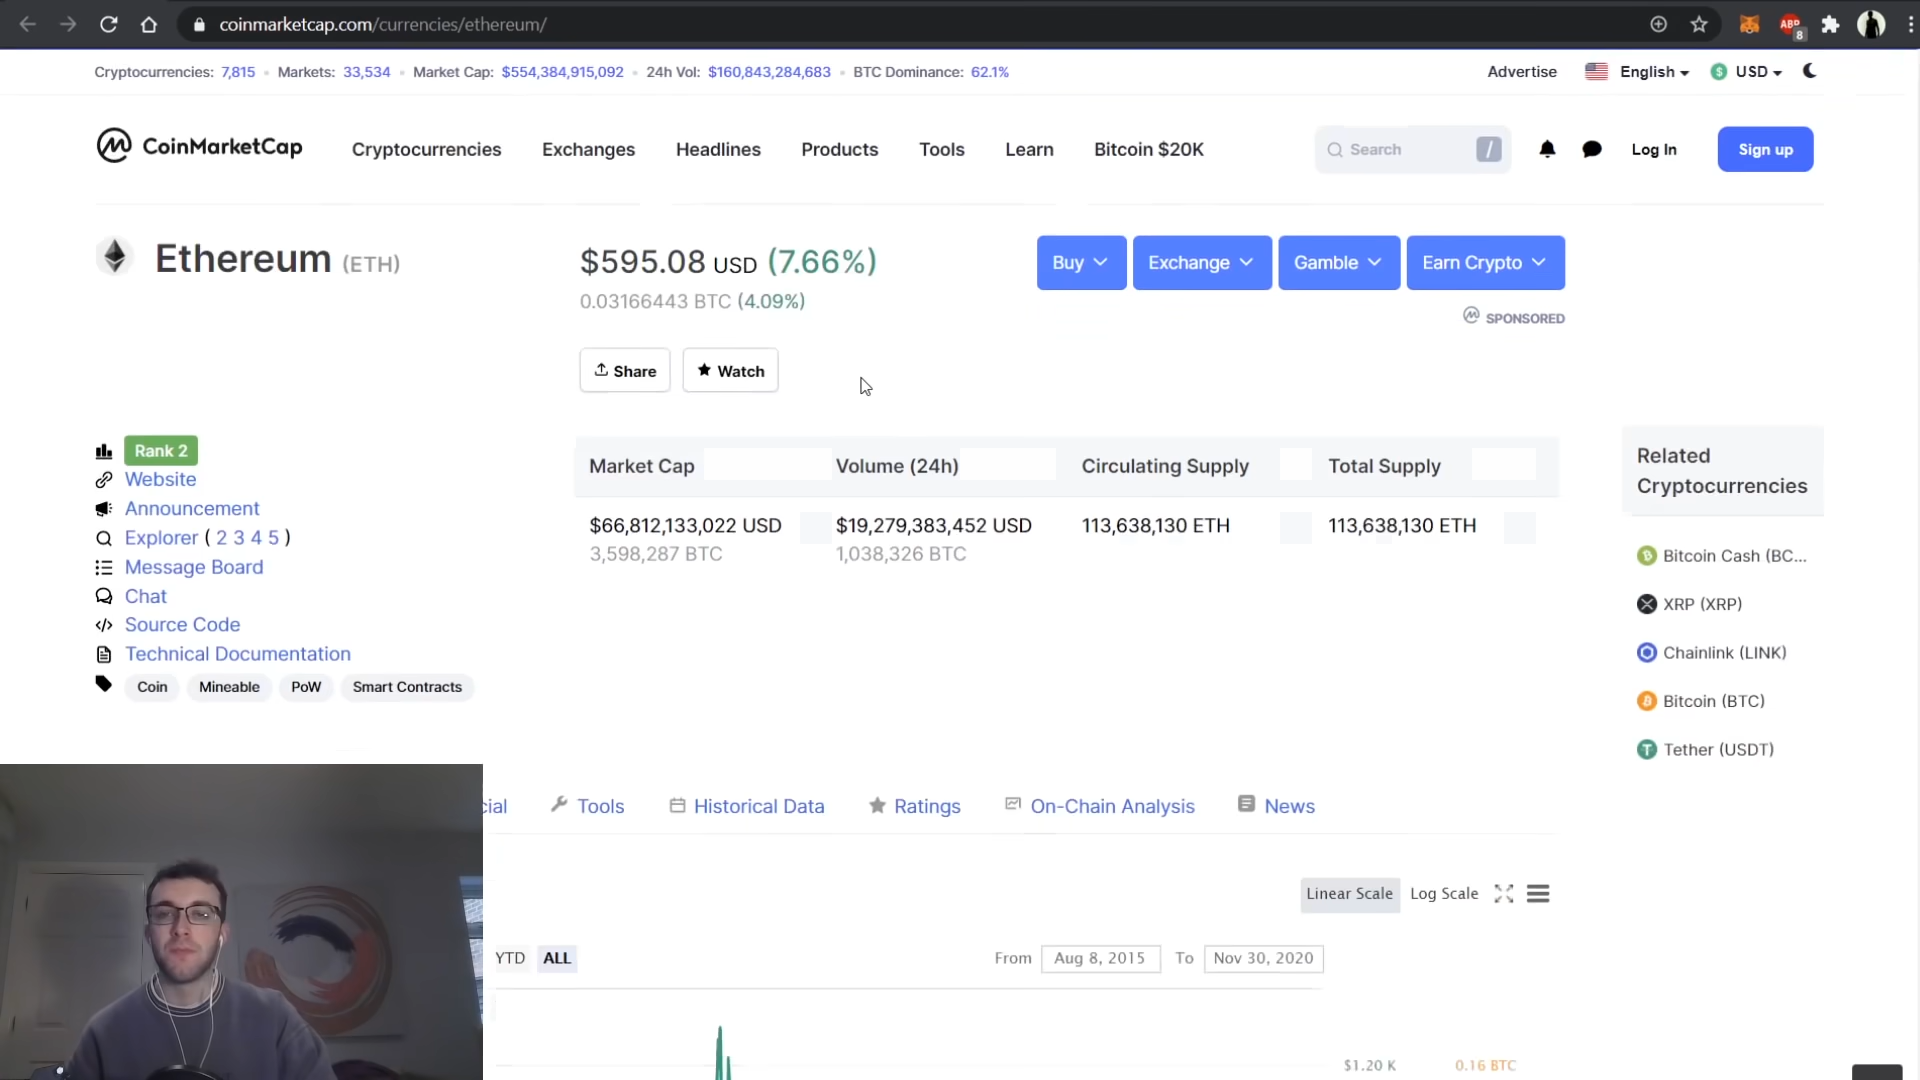 coinmarketcap.com/currencies/ethereum/
ABP
8
Cryptocurrencies: 7,815 • Markets: 33,534 • Market Cap: $554,384,915,092 • 24h Vol: $160,843,284,683 • BTC Dominance: 62.1%
Advertise English USD
CoinMarketCap Cryptocurrencies Exchanges Headlines Products Tools Learn Bitcoin $20K Search / Log In Sign up
Ethereum (ETH)
$595.08 USD (7.66%)
0.03166443 BTC (4.09%)
Buy Exchange Gamble Earn Crypto
SPONSORED
Share Watch
Rank 2
Website
Announcement
Explorer ( 2 3 4 5 )
Message Board
Chat
Source Code
Technical Documentation
Coin Mineable PoW Smart Contracts
Market Cap Volume (24h) Circulating Supply Total Supply
$66,812,133,022 USD $19,279,383,452 USD 113,638,130 ETH 113,638,130 ETH
3,598,287 BTC 1,038,326 BTC
Related
Cryptocurrencies
Bitcoin Cash (BC...
XRP (XRP)
Chainlink (LINK)
Bitcoin (BTC)
Tether (USDT)
cial Tools Historical Data Ratings On-Chain Analysis News
Linear Scale Log Scale
YTD ALL From Aug 8, 2015 To Nov 30, 2020
$1.20 K 0.16 BTC